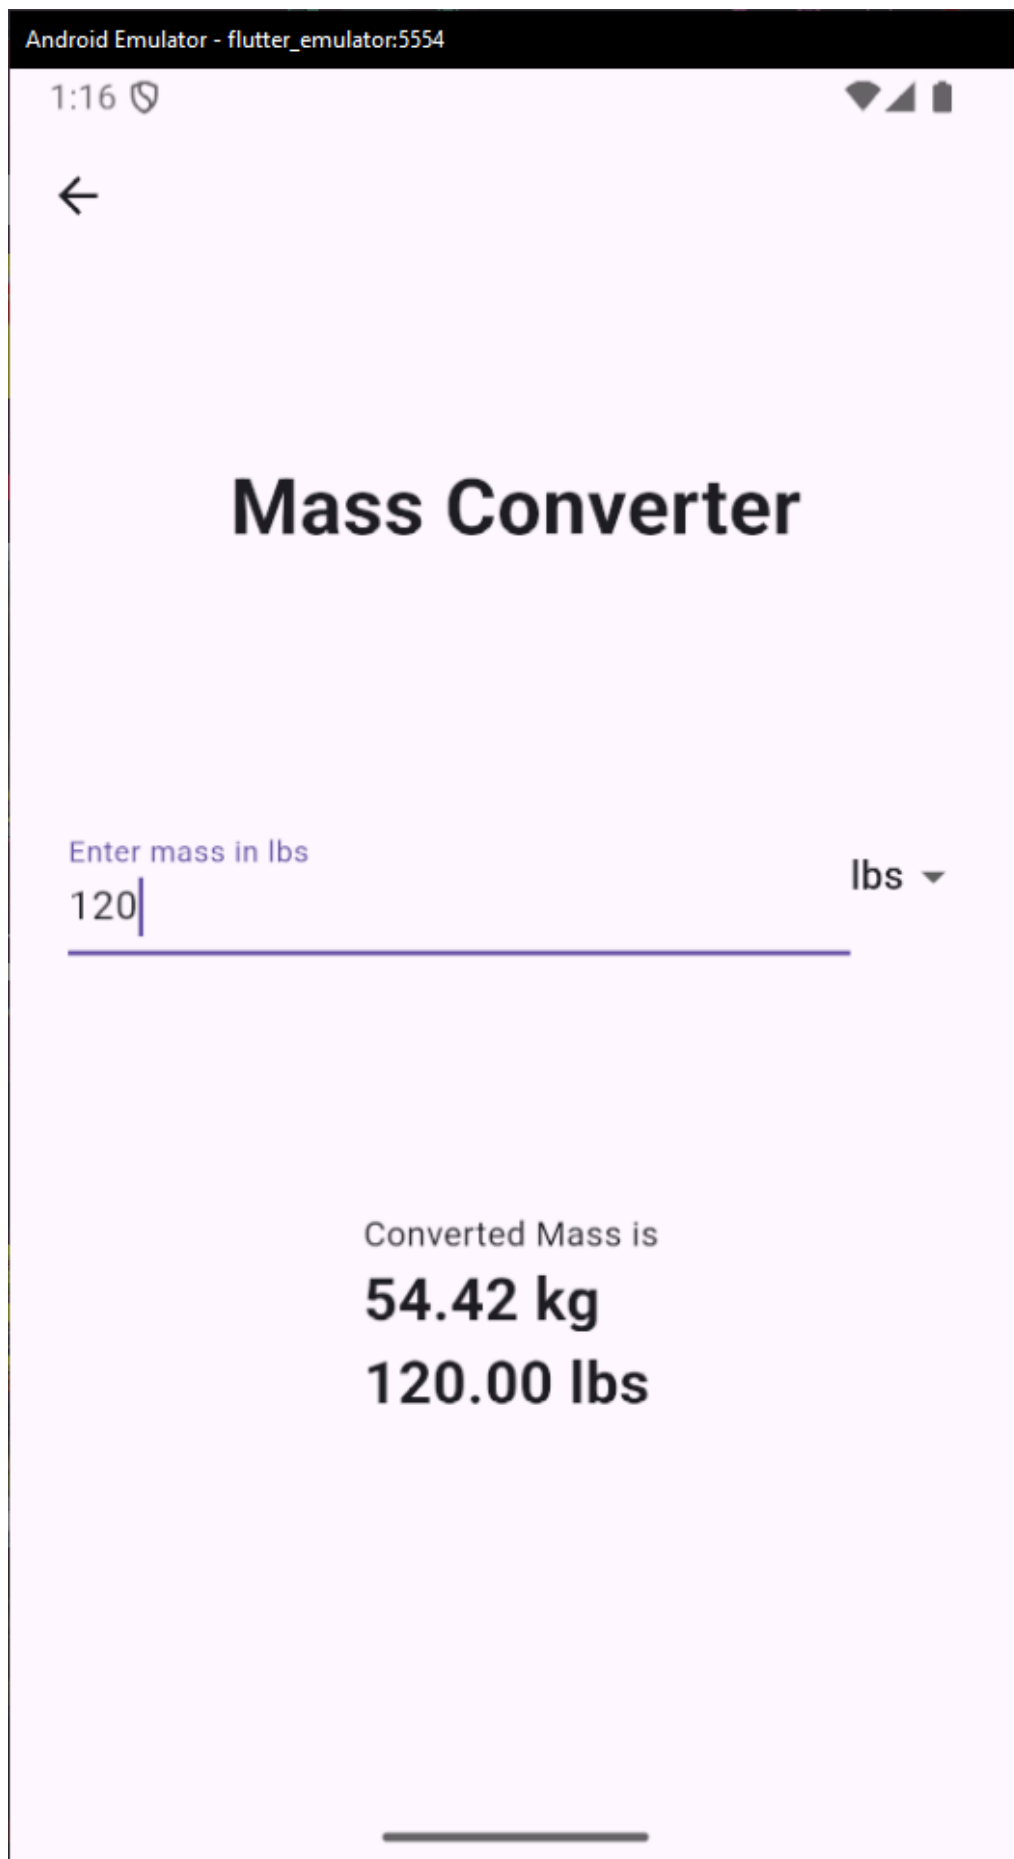 Android Emulator - flutter_emulator:5554
1:16
Mass Converter
Enter mass in lbs
120
lbs
Converted Mass is
54.42 kg
120.00 lbs